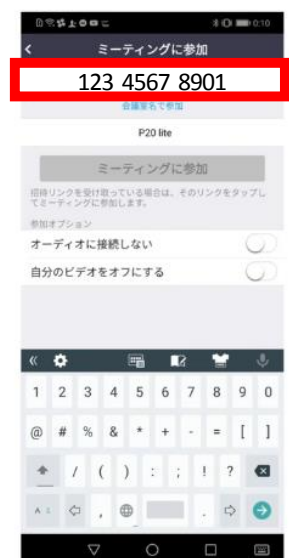 0:10
ミーティングに参加
123 4567 8901
会議室名で参加
P20 lite
ミーティングに参加
招待リンクを受け取っている場合は、そのリンクをタップし
てミーティングに参加します。
参加オプション
オーディオに接続しない
自分のビデオをオフにする
1 2 3 4 5 6 7 8 9 0
@ # % & * + - = [ ]
/ ( ) : ; ! ?
, .